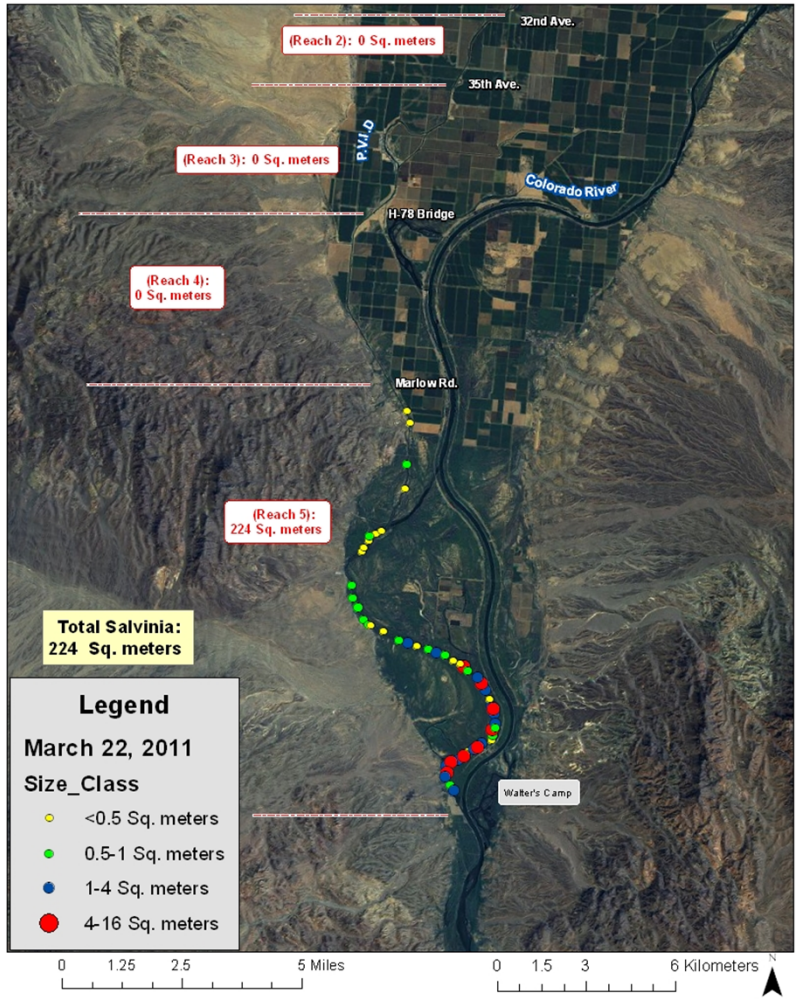 32nd Ave.
(Reach 2): 0 Sq. meters
35th Ave.
P.V.I.D
(Reach 3): 0 Sq. meters
Colorado River
H-78 Bridge
(Reach 4):
0 Sq. meters
Marlow Rd.
(Reach 5):
224 Sq. meters
Total Salvinia:
224 Sq. meters
Legend
March 22, 2011
Size_Class
<0.5 Sq. meters
0.5-1 Sq. meters
1-4 Sq. meters
4-16 Sq. meters
Walter's Camp
0 1.25 2.5 5 Miles
0 1.5 3 6 Kilometers
N